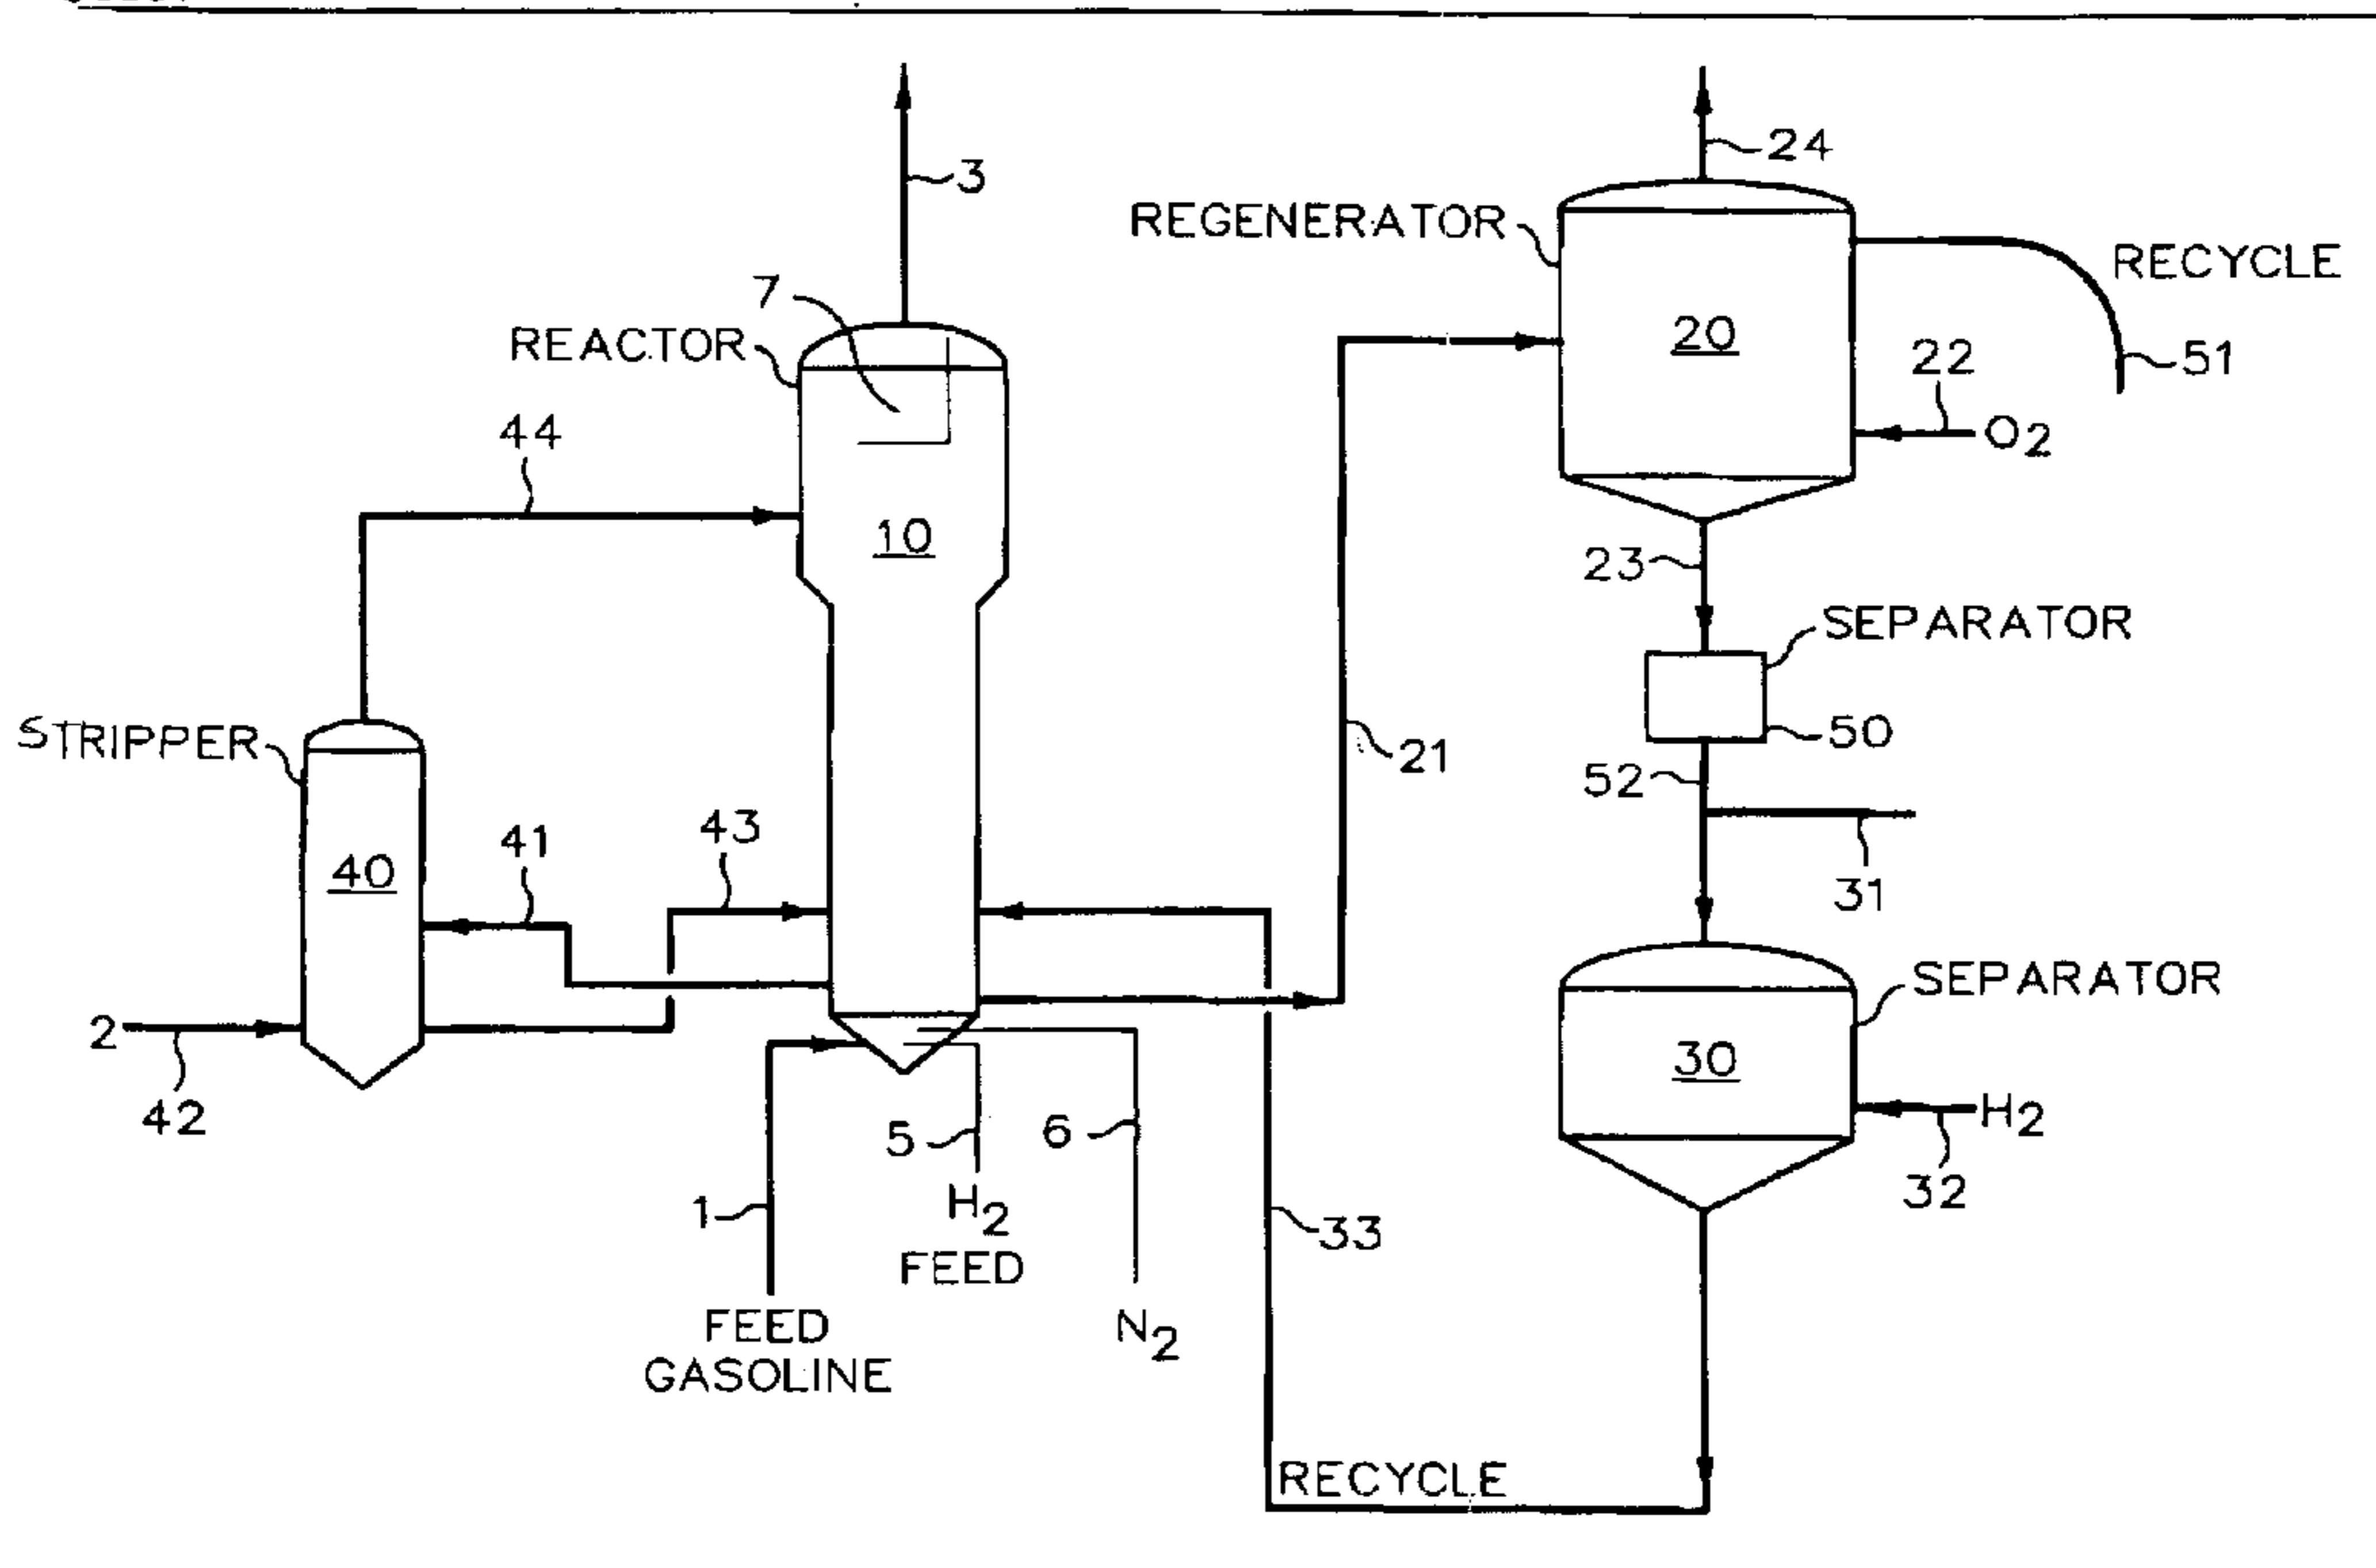 3
24
REGENERATOR
RECYCLE
7
REACTOR
20
22
51
O2
44
10
23
SEPARATOR
STRIPPER
50
21
52
43
41
40
31
SEPARATOR
2
30
42
5
6
H2
32
1
H2
FEED
33
FEED
GASOLINE
N2
RECYCLE